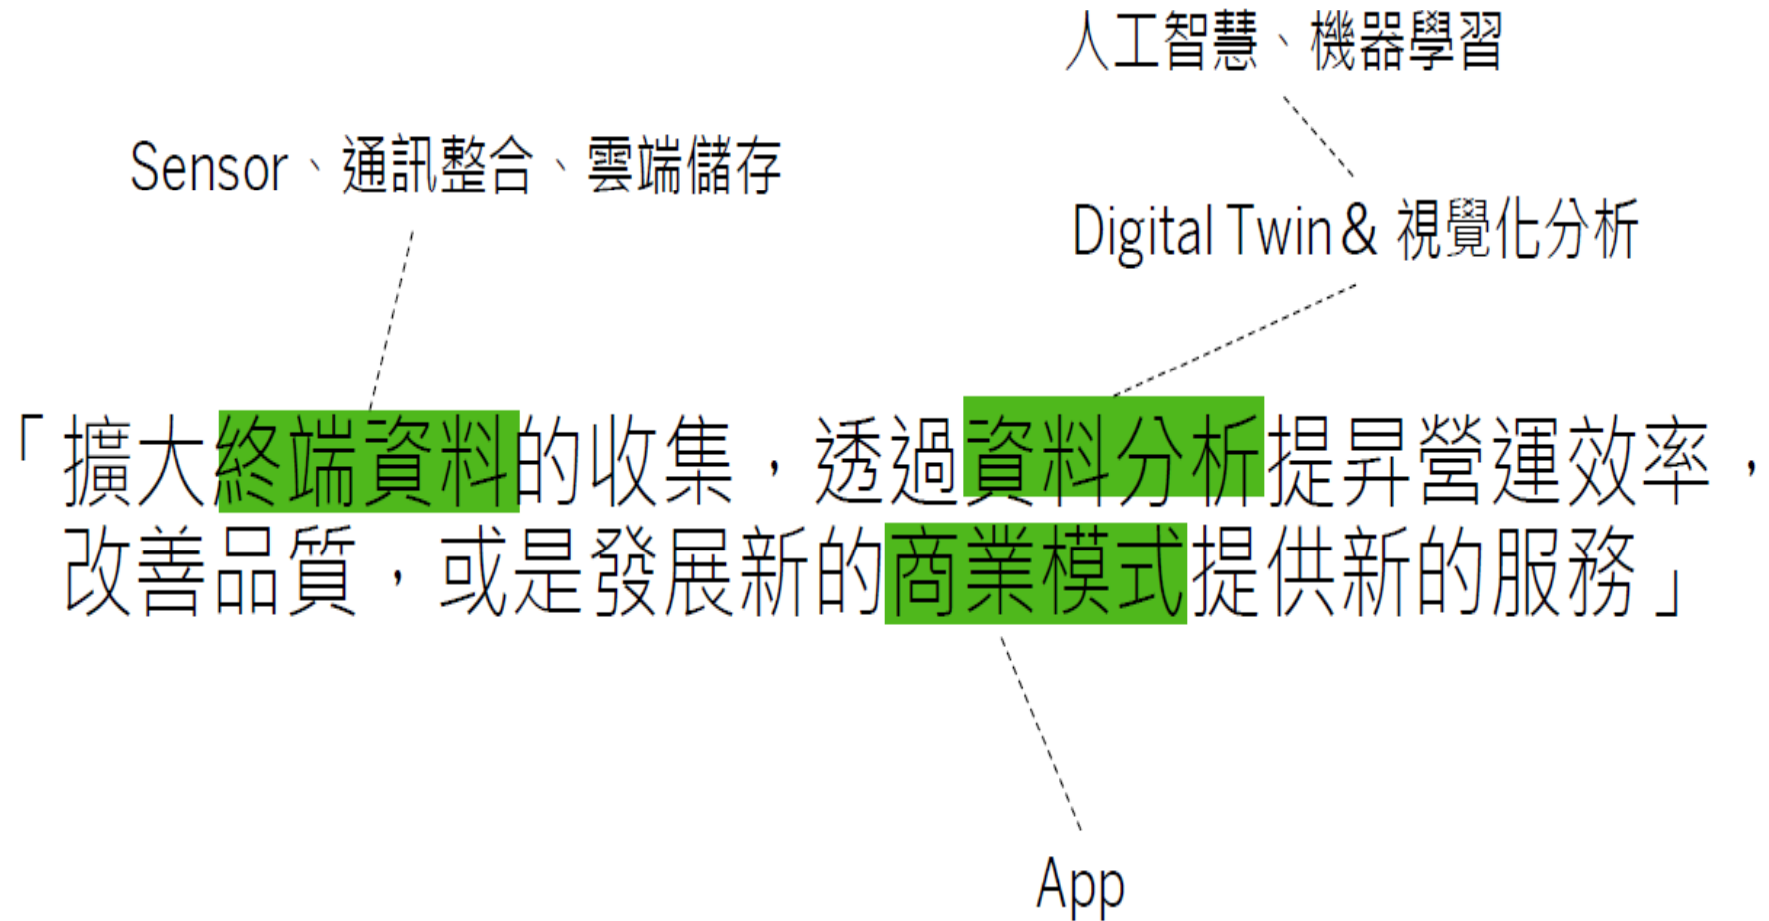 人工智慧、機器學習
Sensor、通訊整合、雲端儲存
Digital Twin& 視覺化分析
「擴大終端資料的收集，透過資料分析提昇營運效率，
改善品質，或是發展新的商業模式提供新的服務」
App